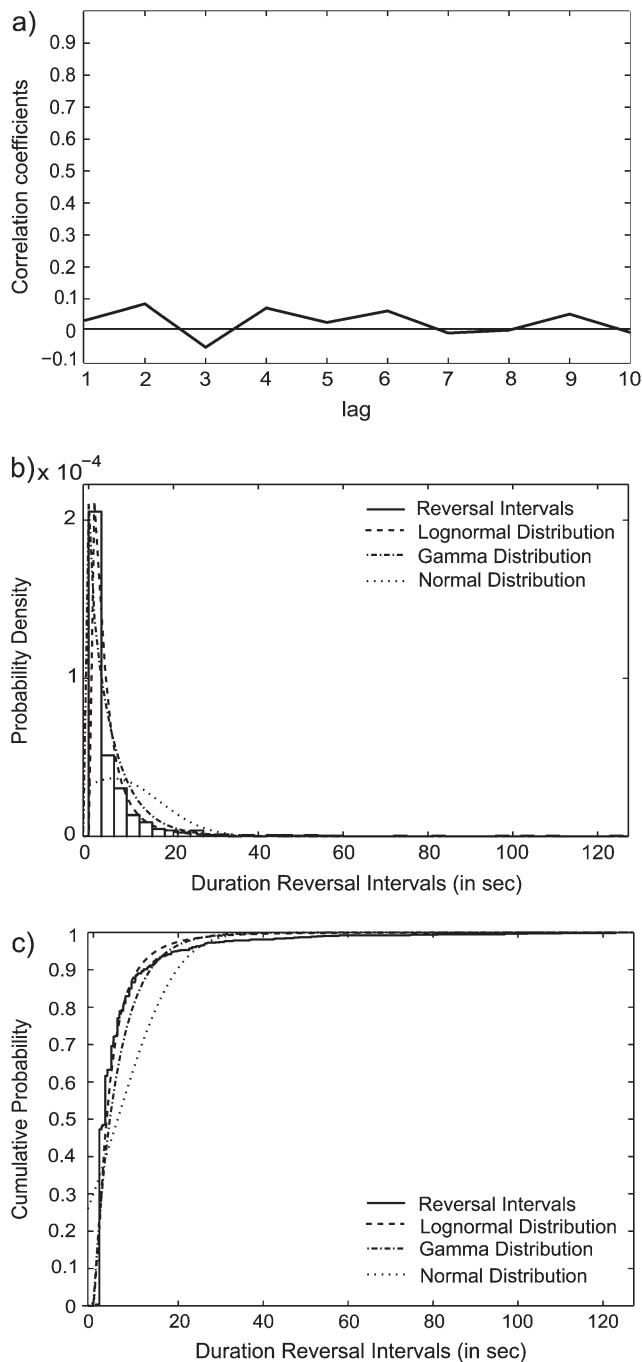 a)
0.9
0.8
0.7
0.6
0.5
0.4
0.3
0.2
0.1
0
−0.1
Correlation coefficients
1 2 3 4 5 6 7 8 9 10
lag
b)
x 10⁻⁴
2
1
0
Probability Density
Reversal Intervals
Lognormal Distribution
Gamma Distribution
Normal Distribution
0 20 40 60 80 100 120
Duration Reversal Intervals (in sec)
c)
1
0.9
0.8
0.7
0.6
0.5
0.4
0.3
0.2
0.1
0
Cumulative Probability
Reversal Intervals
Lognormal Distribution
Gamma Distribution
Normal Distribution
0 20 40 60 80 100 120
Duration Reversal Intervals (in sec)